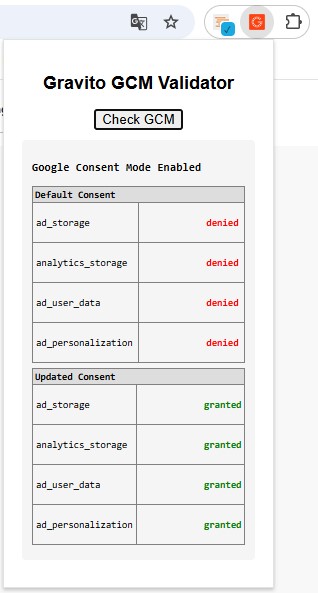 Gravito GCM Validator
Check GCM
Google Consent Mode Enabled
Default Consent
ad_storage denied
analytics_storage denied
ad_user_data denied
ad_personalization denied
Updated Consent
ad_storage granted
analytics_storage granted
ad_user_data granted
ad_personalization granted